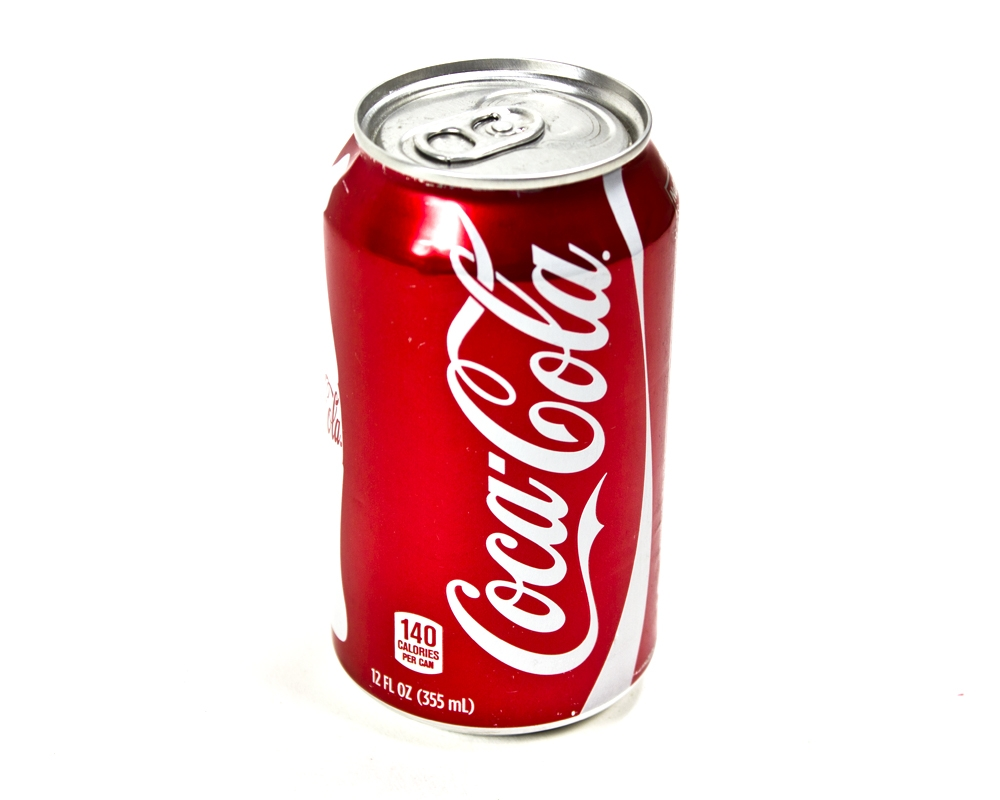 Coca-Cola
140
CALORIES
PER CAN
12 FL OZ (355 mL)